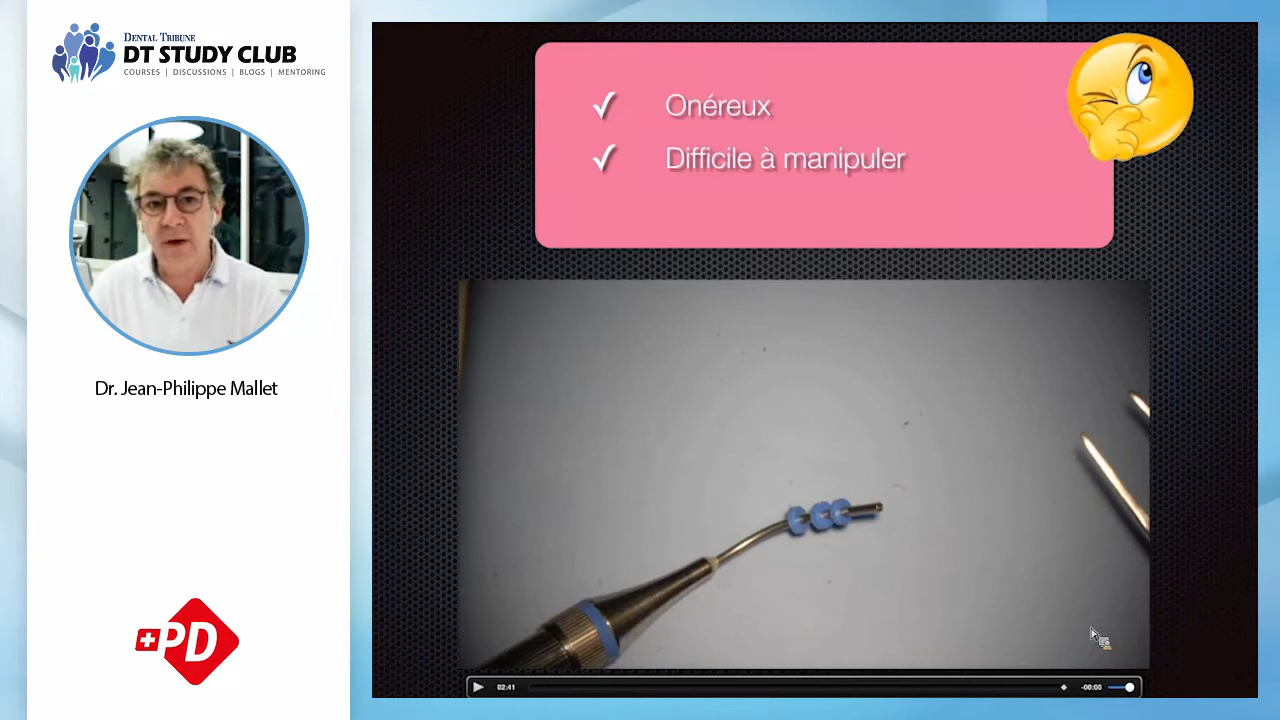 DENTAL TRIBUNE
DT STUDY CLUB
COURSES | DISCUSSIONS | BLOGS | MENTORING
Dr. Jean-Philippe Mallet
+PD
✓ Onéreux
✓ Difficile à manipuler
02:41
-00:00